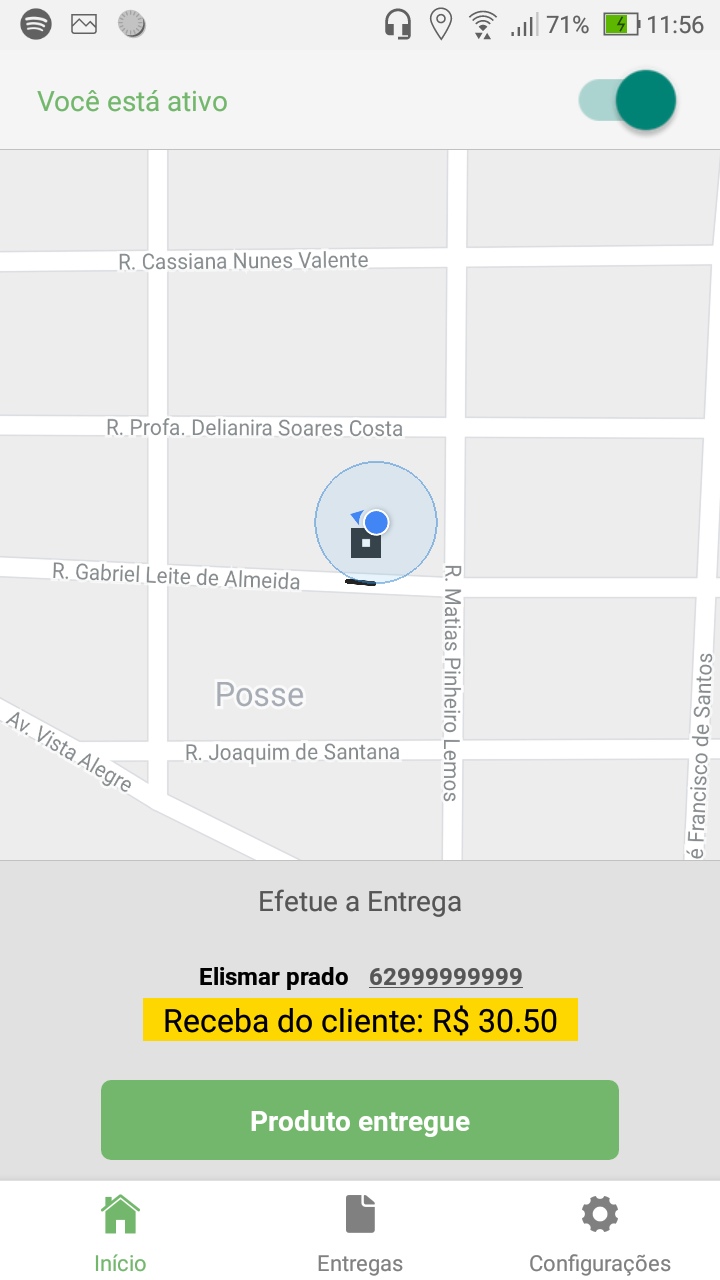 71% 11:56
Você está ativo
R. Cassiana Nunes Valente
R. Profa. Delianira Soares Costa
R. Gabriel Leite de Almeida
R. Matias Pinheiro Lemos
é Francisco de Santos
Posse
Av. Vista Alegre
R. Joaquim de Santana
Efetue a Entrega
Elismar prado 62999999999
Receba do cliente: R$ 30.50
Produto entregue
Início Entregas Configurações